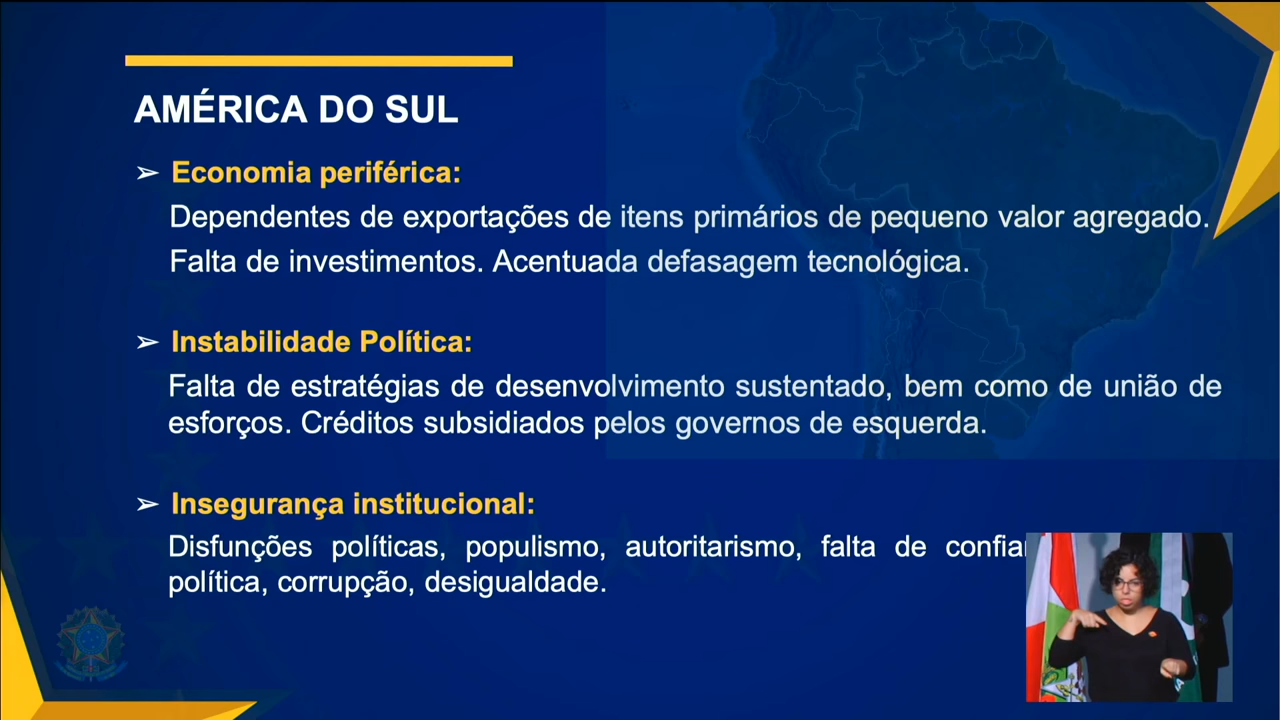 AMÉRICA DO SUL
➢ Economia periférica:
Dependentes de exportações de itens primários de pequeno valor agregado.
Falta de investimentos. Acentuada defasagem tecnológica.
➢ Instabilidade Política:
Falta de estratégias de desenvolvimento sustentado, bem como de união de
esforços. Créditos subsidiados pelos governos de esquerda.
➢ Insegurança institucional:
Disfunções políticas, populismo, autoritarismo, falta de
política, corrupção, desigualdade.